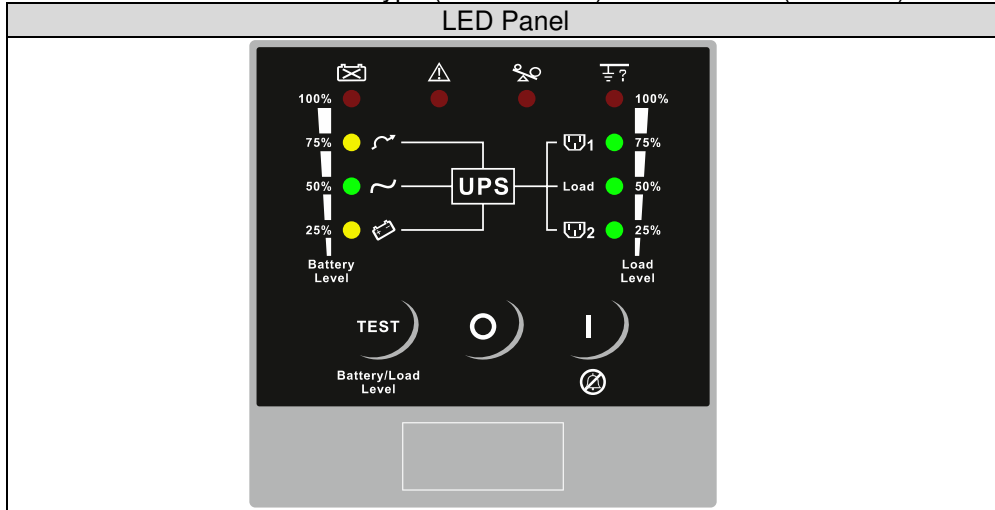 LED Panel
100% 100%
75% 1 75%
UPS
50% Load 50%
25% 2 25%
Battery Level
Load Level
TEST O I
Battery/Load
Level